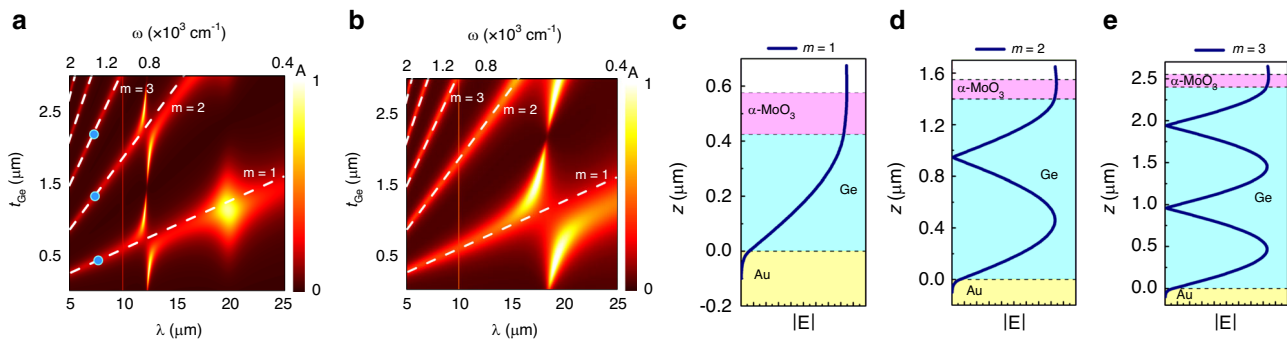 a
ω (×10³ cm⁻¹)
2 1.2 0.8 0.4
A
1
0
m = 3
m = 2
m = 1
2.5
1.5
0.5
t_Ge (μm)
5 10 15 20 25
λ (μm)
b
ω (×10³ cm⁻¹)
2 1.2 0.8 0.4
A
1
0
m = 3
m = 2
m = 1
2.5
1.5
0.5
t_Ge (μm)
5 10 15 20 25
λ (μm)
c
m = 1
0.6
0.4
0.2
0.0
-0.2
z (μm)
α-MoO₃
Ge
Au
|E|
d
m = 2
1.6
1.2
0.8
0.4
0.0
z (μm)
α-MoO₃
Ge
Au
|E|
e
m = 3
2.5
2.0
1.5
1.0
0.5
0.0
z (μm)
α-MoO₃
Ge
Au
|E|